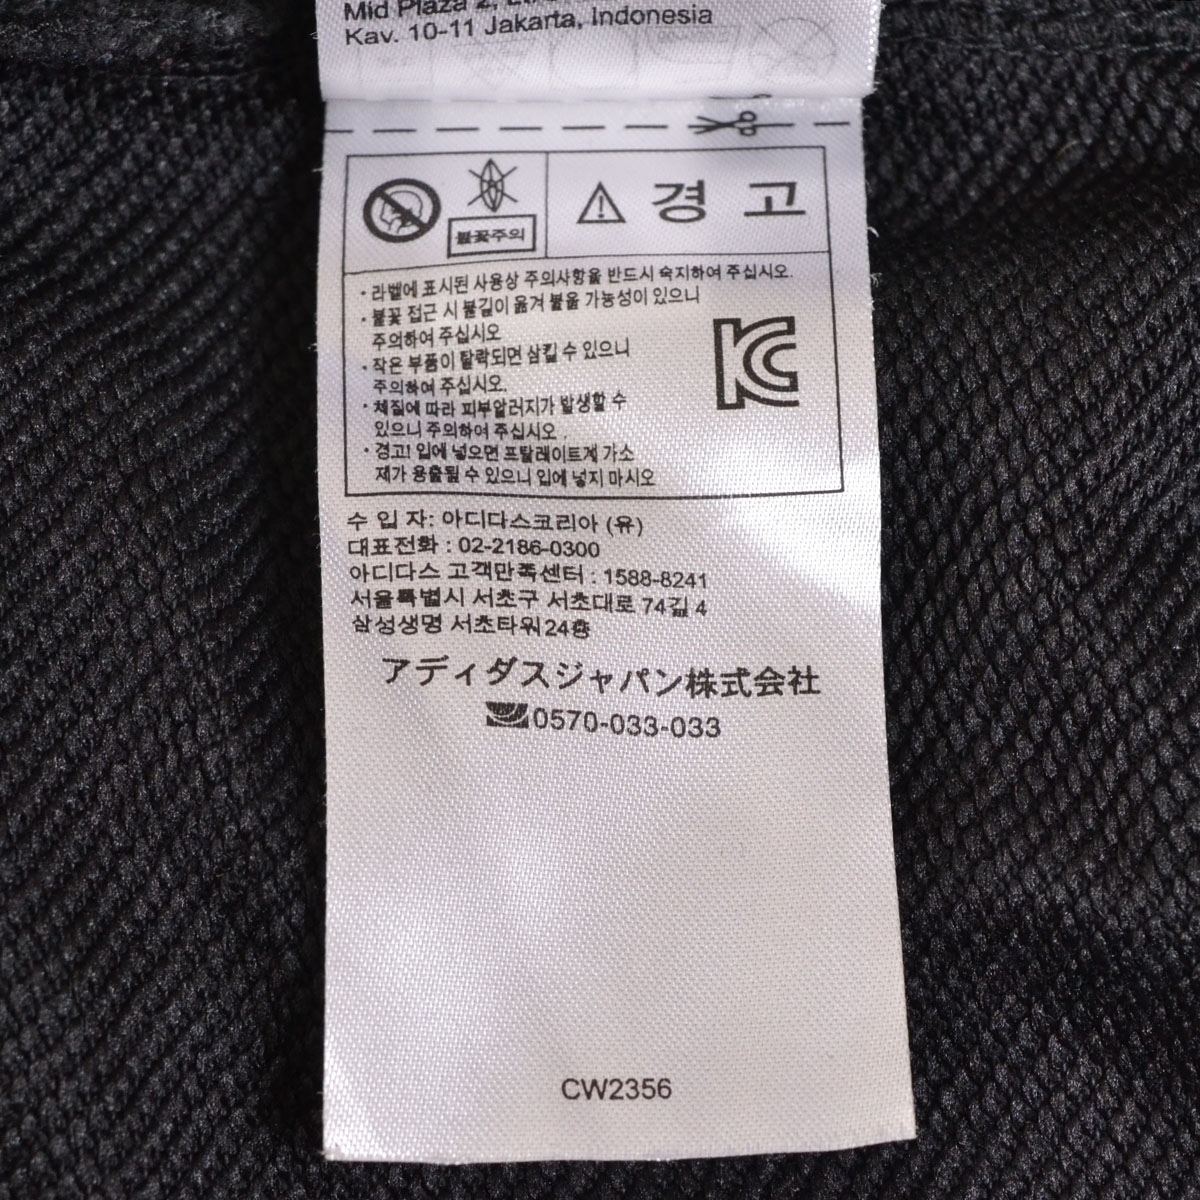 Mid Plaza 2,
Kav. 10-11 Jakarta, Indonesia
불꽃주의
경 고
· 라벨에 표시된 사용상 주의사항을 반드시 숙지하여 주십시오.
· 불꽃 접근 시 불길이 옮겨 붙을 가능성이 있으니
주의하여 주십시오
· 작은 부품이 탈락되면 삼킬 수 있으니
주의하여 주십시오.
· 체질에 따라 피부알러지가 발생할 수
있으니 주의하여 주십시오 .
· 경고! 입에 넣으면 프탈레이트계 가소
제가 용출될 수 있으니 입에 넣지 마시오
수 입 자: 아디다스코리아 (유)
대표전화 : 02-2186-0300
아디다스 고객만족센터 : 1588-8241
서울특별시 서초구 서초대로 74길 4
삼성생명 서초타워24층
アディダスジャパン株式会社
0570-033-033
CW2356